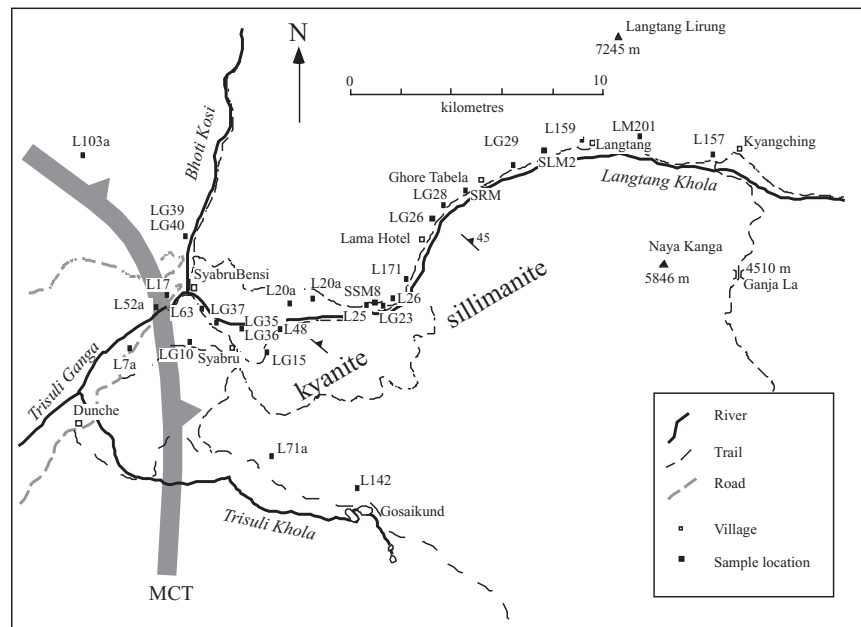 Langtang Lirung
7245 m
N
0
10
kilometres
L103a
Bhoti Kosi
LG29
L159
LM201
L157
Kyangching
Langtang
SLM2
Ghore Tabela
SRM
Langtang Khola
LG28
LG39
LG40
LG26
Lama Hotel
45
Naya Kanga
5846 m
4510 m
Ganja La
L171
L17
SyabruBensi
L20a
L20a
SSM8
L26
L52a
L63
LG37
L25
LG23
sillimanite
LG35
LG36
L48
LG10
Syabru
LG15
kyanite
L7a
Trisuli Ganga
Dunche
L71a
L142
Gosaikund
Trisuli Khola
MCT
River
Trail
Road
Village
Sample location